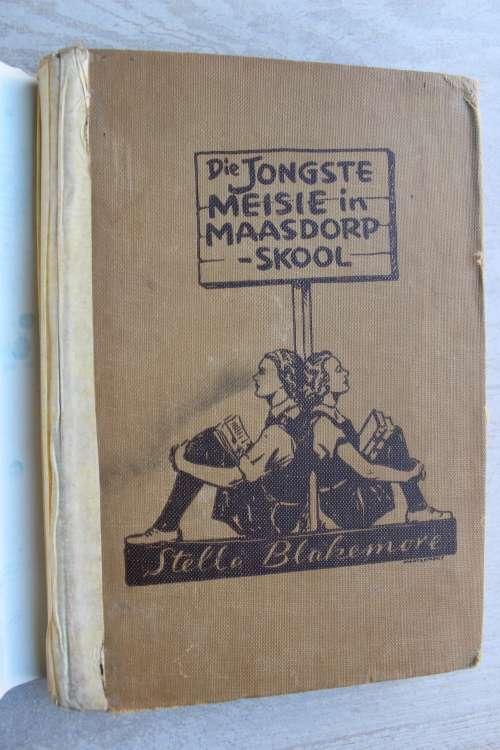 Die JONGSTE
MEISIE in
MAASDORP
-SKOOL-
Stella Blakemore